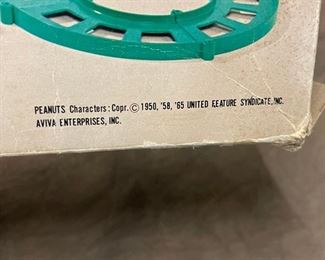 PEANUTS Characters: Copr. © 1950, '58, '65 UNITED FEATURE SYNDICATE, INC.
AVIVA ENTERPRISES, INC.